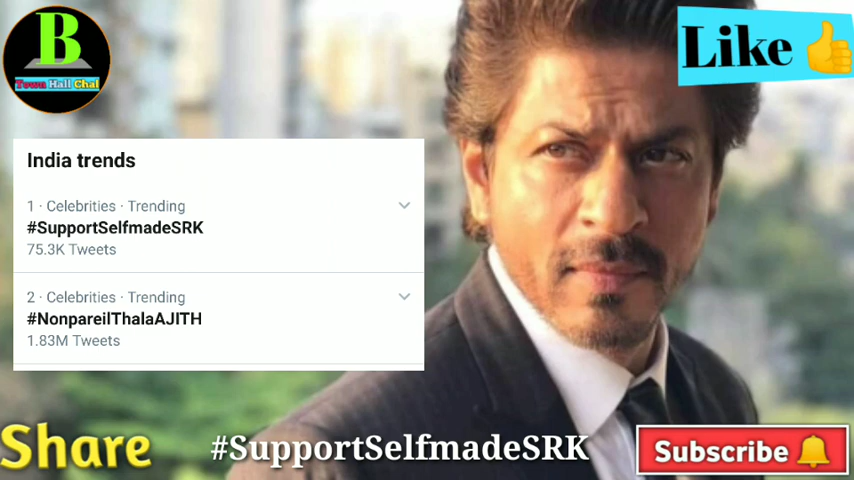 B
Town Hall Chal
Like
India trends
1 · Celebrities · Trending
#SupportSelfmadeSRK
75.3K Tweets
2 · Celebrities · Trending
#NonpareilThalaAJITH
1.83M Tweets
Share
#SupportSelfmadeSRK
Subscribe